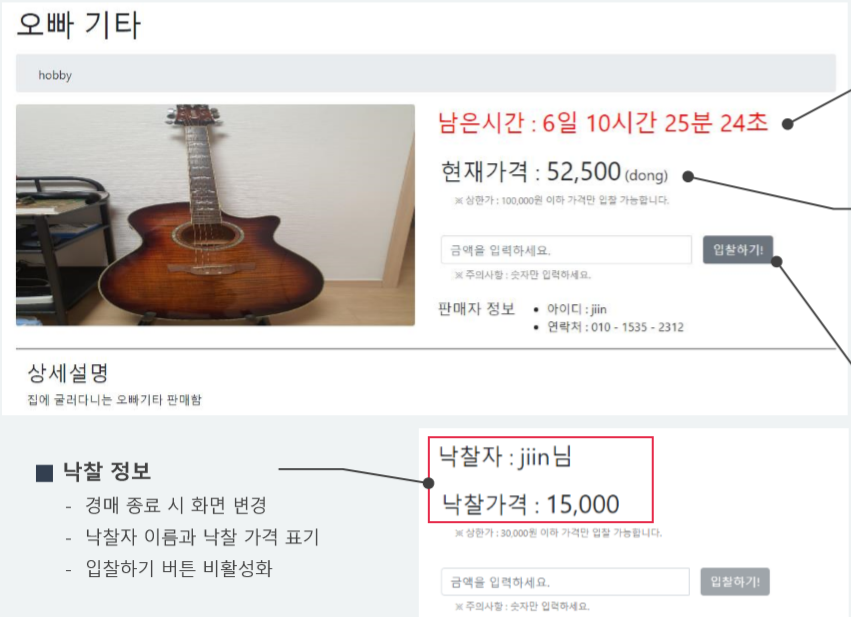 오빠 기타
hobby
남은시간 : 6일 10시간 25분 24초
현재가격 : 52,500 (dong)
※ 상한가 : 100,000원 이하 가격만 입찰 가능합니다.
금액을 입력하세요.
입찰하기!
※ 주의사항 : 숫자만 입력하세요.
판매자 정보
• 아이디 : jiin
• 연락처 : 010 - 1535 - 2312
상세설명
집에 굴러다니는 오빠기타 판매함
■ 낙찰 정보
- 경매 종료 시 화면 변경
- 낙찰자 이름과 낙찰 가격 표기
- 입찰하기 버튼 비활성화
낙찰자 : jiin님
낙찰가격 : 15,000
※ 상한가 : 30,000원 이하 가격만 입찰 가능합니다.
금액을 입력하세요.
입찰하기!
※ 주의사항 : 숫자만 입력하세요.